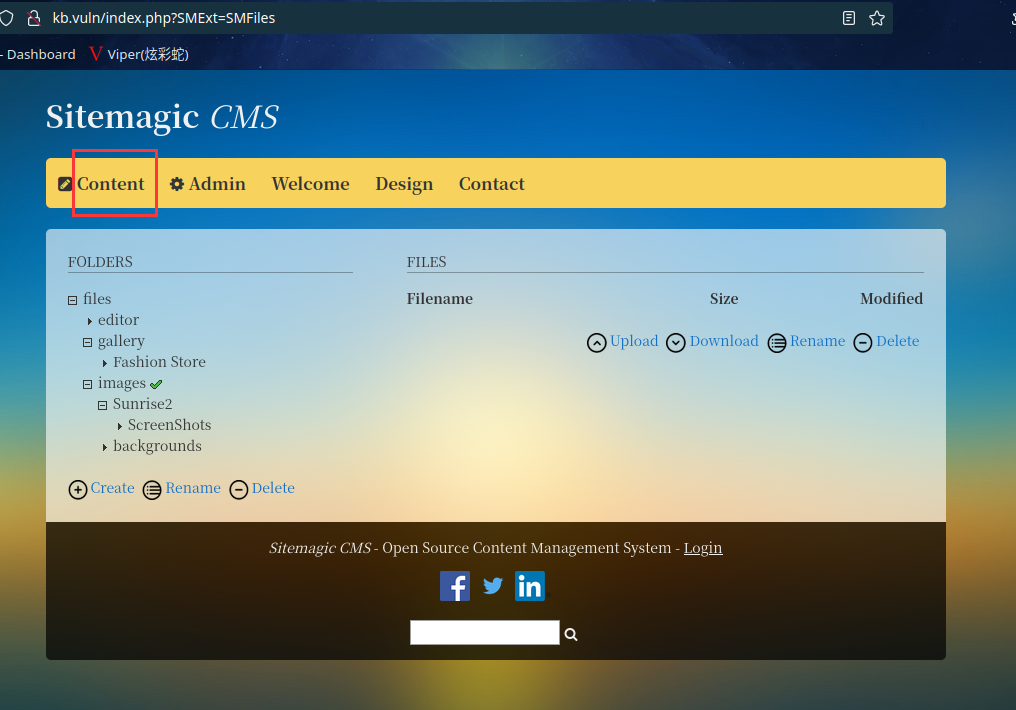 kb.vuln/index.php?SMExt=SMFiles
- Dashboard V Viper(炫彩蛇)
Sitemagic CMS
Content Admin Welcome Design Contact
FOLDERS
files
editor
gallery
Fashion Store
images
Sunrise2
ScreenShots
backgrounds
Create Rename Delete
FILES
Filename Size Modified
Upload Download Rename Delete
Sitemagic CMS - Open Source Content Management System - Login